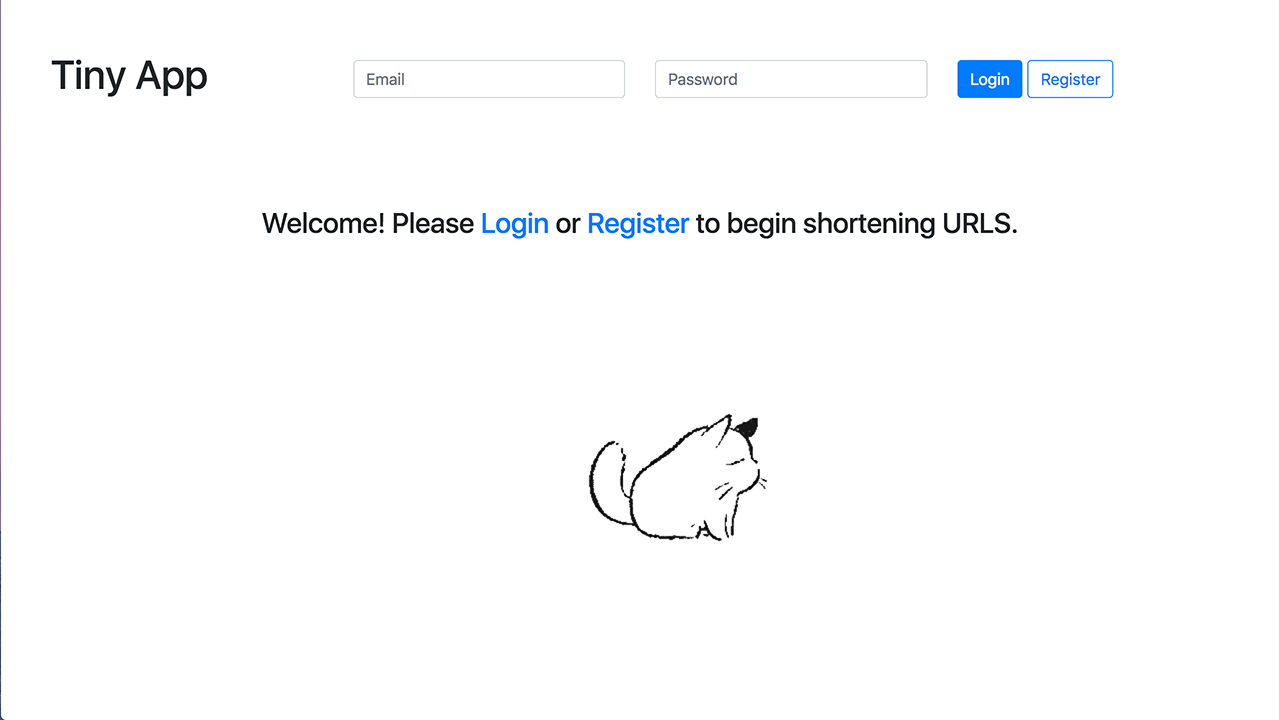 Tiny App
Email
Password
Login
Register
Welcome! Please Login or Register to begin shortening URLS.